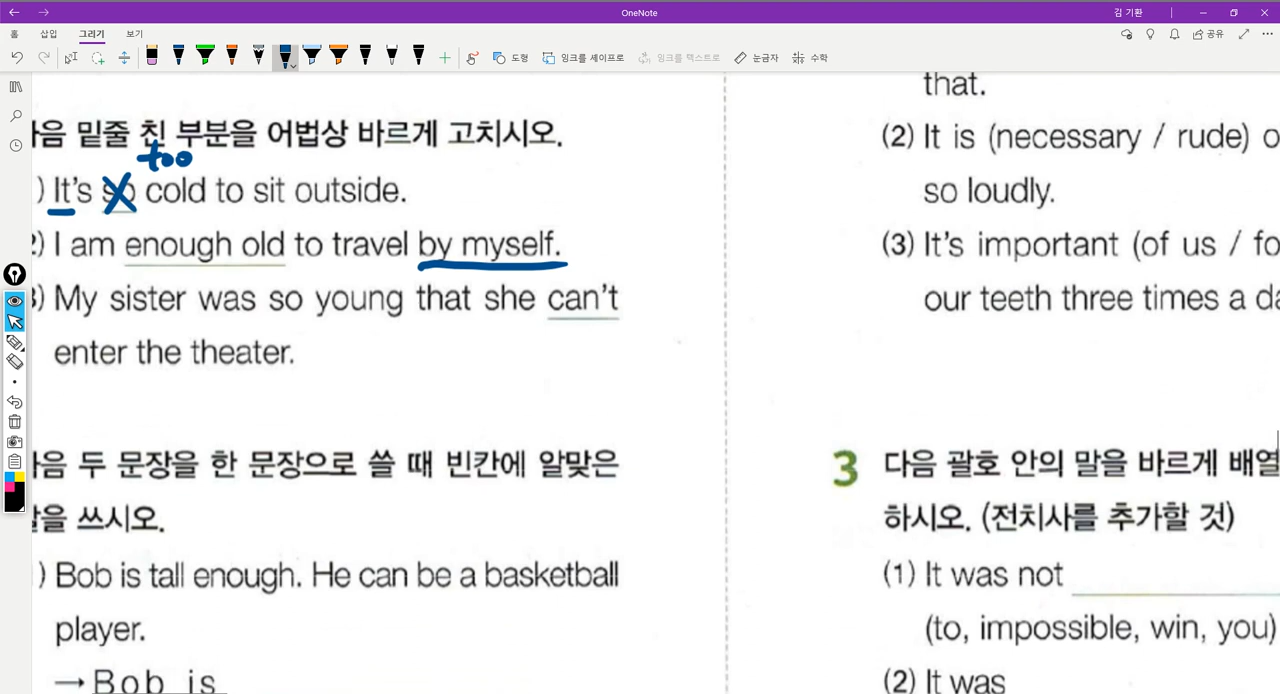 OneNote
김 기환
홈 삽입 그리기 보기
공유
도형 잉크를 셰이프로 잉크를 텍스트로 눈금자 수학
음 밑줄 친 부분을 어법상 바르게 고치시오.
too
) It's so cold to sit outside.
2) I am enough old to travel by myself.
3) My sister was so young that she can't
enter the theater.
음 두 문장을 한 문장으로 쓸 때 빈칸에 알맞은
말을 쓰시오.
) Bob is tall enough. He can be a basketball
player.
→ Bob is
that.
(2) It is (necessary / rude) o
so loudly.
(3) It's important (of us / fo
our teeth three times a da
3 다음 괄호 안의 말을 바르게 배열
하시오. (전치사를 추가할 것)
(1) It was not
(to, impossible, win, you)
(2) It was